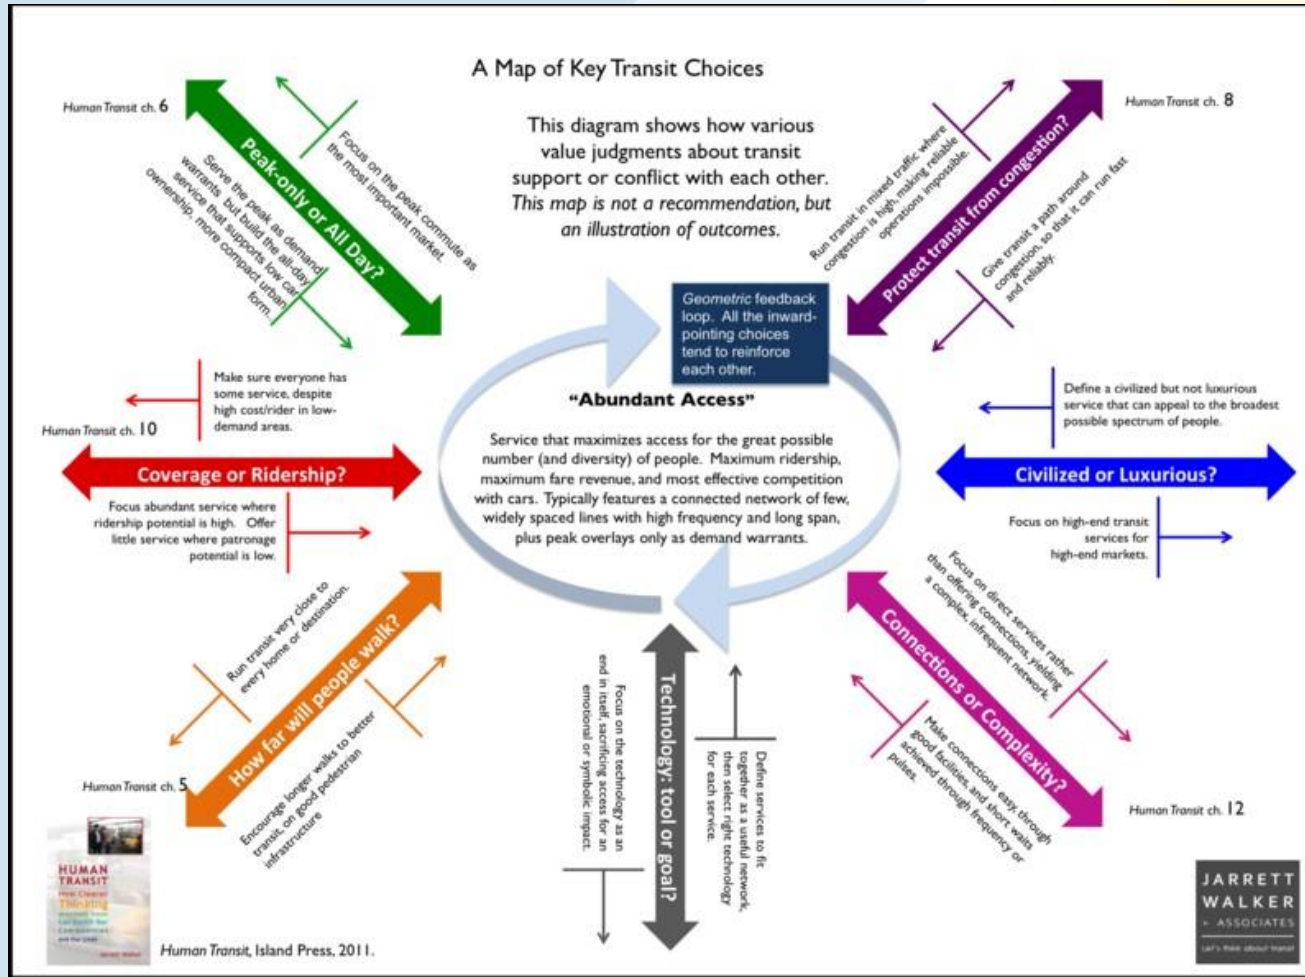 A Map of Key Transit Choices
This diagram shows how various
value judgments about transit
support or conflict with each other.
This map is not a recommendation, but
an illustration of outcomes.
Human Transit ch. 6
Peak-only or All Day?
Focus on the peak commute as
the most important market.
Serve the peak as demand
warrants, but build the all-day
service that supports low car
ownership, more compact urban
form.
Human Transit ch. 8
Protect transit from congestion?
Run transit in mixed traffic where
congestion is high, making reliable
operations impossible.
Give transit a path around
congestion, so that it can run fast
and reliably.
Geometric feedback
loop. All the inward-
pointing choices
tend to reinforce
each other.
"Abundant Access"
Service that maximizes access for the great possible
number (and diversity) of people. Maximum ridership,
maximum fare revenue, and most effective competition
with cars. Typically features a connected network of few,
widely spaced lines with high frequency and long span,
plus peak overlays only as demand warrants.
Make sure everyone has
some service, despite
high cost/rider in low-
demand areas.
Human Transit ch. 10
Coverage or Ridership?
Focus abundant service where
ridership potential is high. Offer
little service where patronage
potential is low.
Define a civilized but not luxurious
service that can appeal to the broadest
possible spectrum of people.
Civilized or Luxurious?
Focus on high-end transit
services for
high-end markets.
Run transit very close to
every home or destination.
How far will people walk?
Encourage longer walks to better
transit, on good pedestrian
infrastructure
Human Transit ch. 5
Focus on the technology as an
end in itself, sacrificing access for an
emotional or symbolic impact.
Technology: tool or goal?
Define services to fit
together as a useful network,
then select right technology
for each service.
Focus on direct services rather
than offering connections, yielding
a complex, infrequent network.
Connections or Complexity?
Make connections easy, through
good facilities, and short waits
achieved through frequency or
pulses.
Human Transit ch. 12
HUMAN
TRANSIT
How Clearer
Thinking
Human Transit, Island Press, 2011.
JARRETT
WALKER
+ ASSOCIATES
Let's think about transit